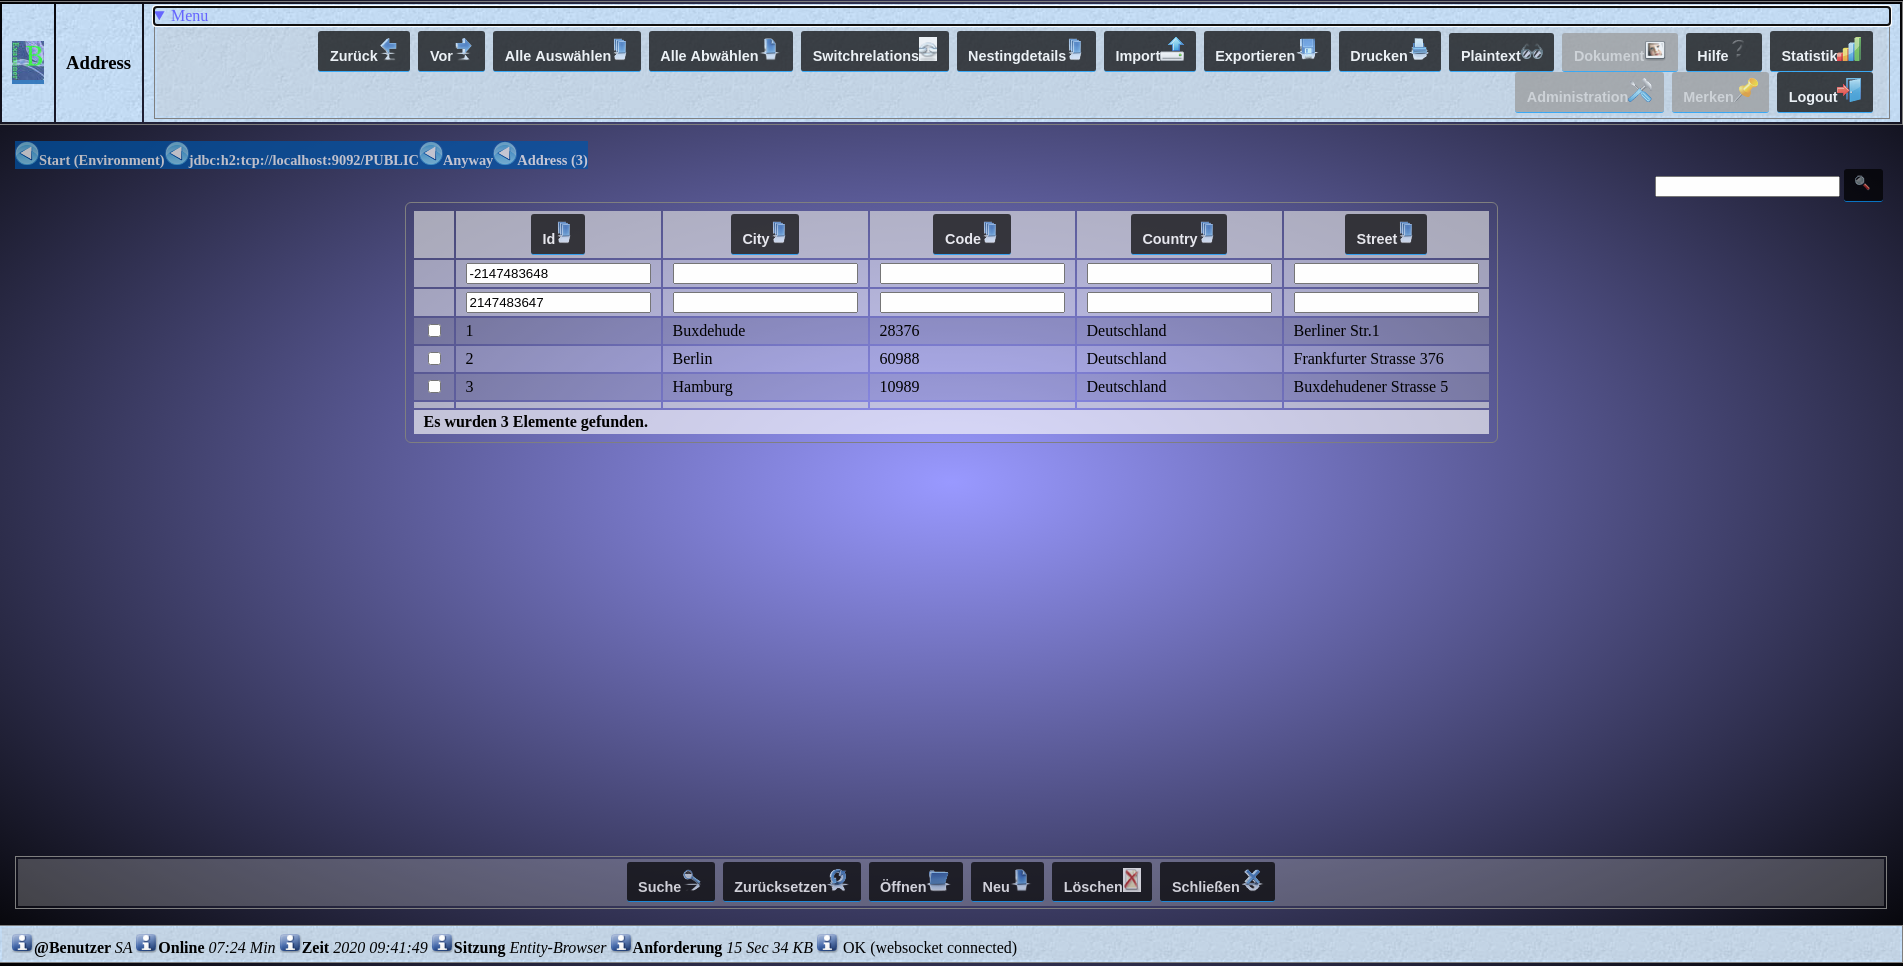 ▼ Menu
Address
Zurück Vor Alle Auswählen Alle Abwählen Switchrelations Nestingdetails Import Exportieren Drucken Plaintext Dokument Hilfe Statistik
Administration Merken Logout
Start (Environment) jdbc:h2:tcp://localhost:9092/PUBLIC Anyway Address (3)
Id City Code Country Street
-2147483648
2147483647
1 Buxdehude 28376 Deutschland Berliner Str.1
2 Berlin 60988 Deutschland Frankfurter Strasse 376
3 Hamburg 10989 Deutschland Buxdehudener Strasse 5
Es wurden 3 Elemente gefunden.
Suche Zurücksetzen Öffnen Neu Löschen Schließen
@Benutzer SA Online 07:24 Min Zeit 2020 09:41:49 Sitzung Entity-Browser Anforderung 15 Sec 34 KB OK (websocket connected)